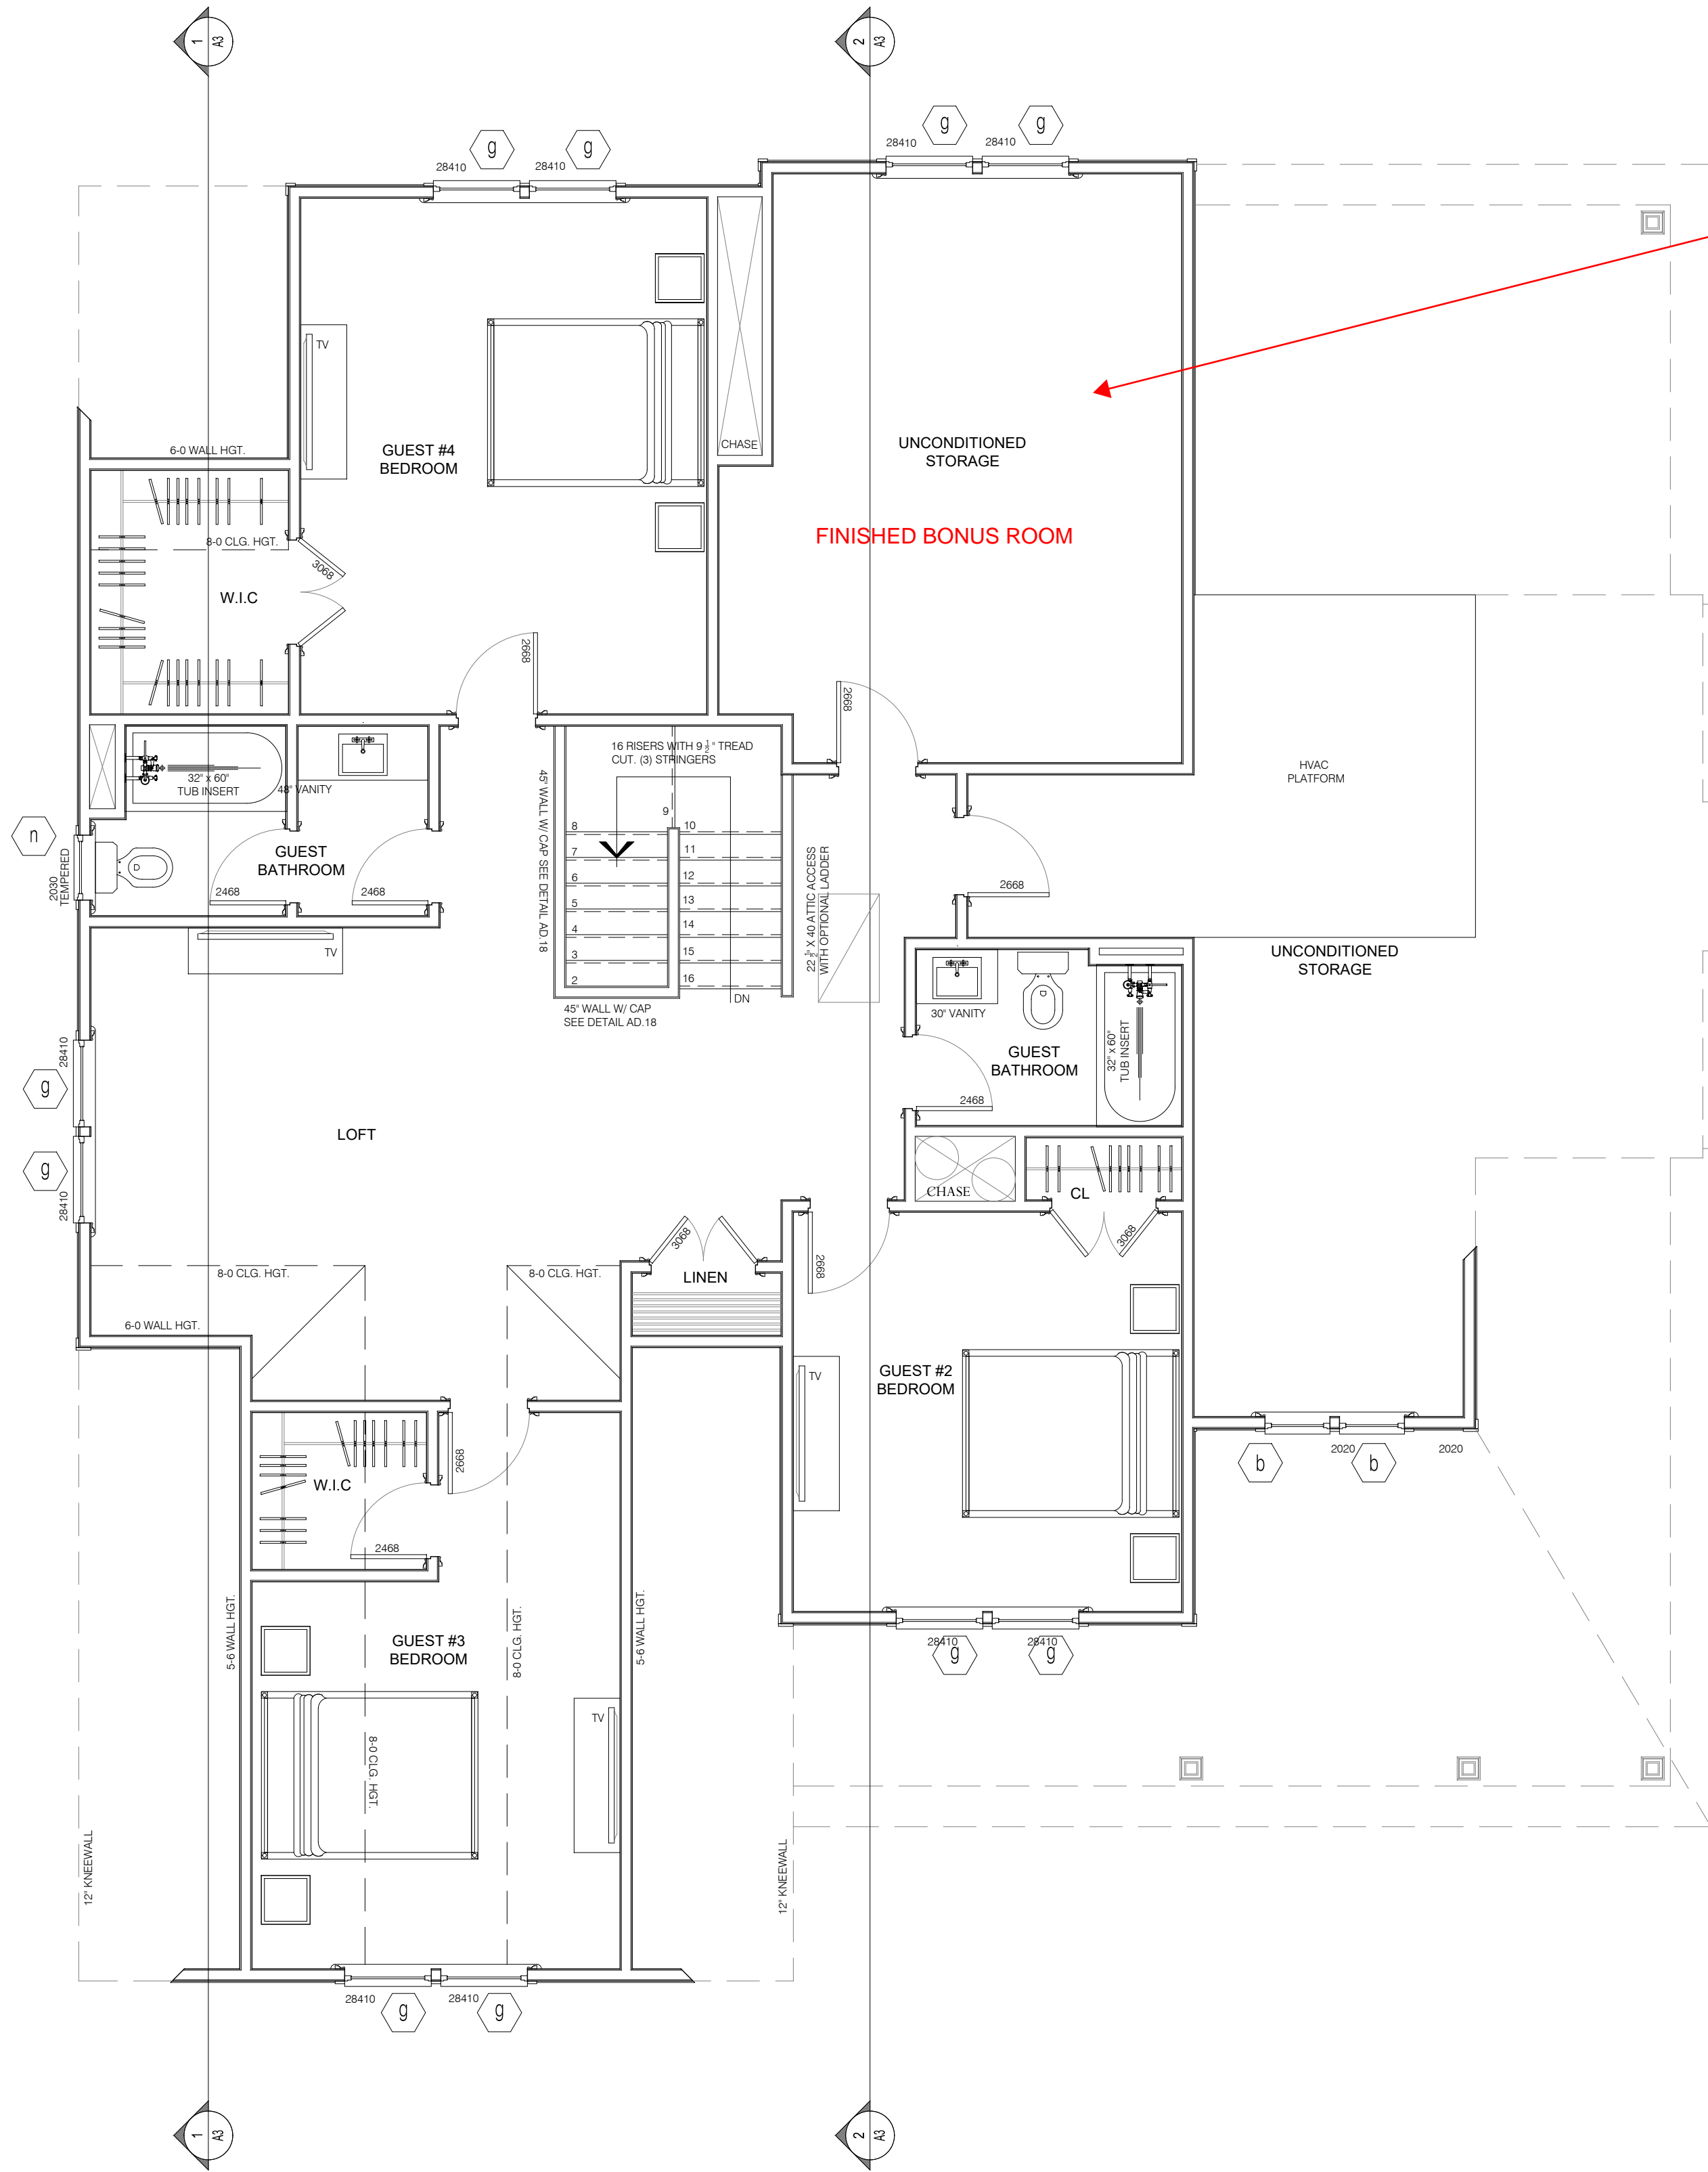 1
A3
2
A3
g
g
28410
28410
g
g
28410
28410
TV
CHASE
GUEST #4
BEDROOM
6-0 WALL HGT.
8-0 CLG. HGT.
3068
W.I.C
2668
UNCONDITIONED
STORAGE
FINISHED BONUS ROOM
2668
16 RISERS WITH 9 ½" TREAD
CUT. (3) STRINGERS
32" x 60"
TUB INSERT
48" VANITY
HVAC
PLATFORM
n
2030
TEMPERED
GUEST
BATHROOM
2468
2468
45" WALL W/ CAP SEE DETAIL AD.18
9
8
7
6
5
4
3
2
10
11
12
13
14
15
16
DN
22 ½" X 40 ATTIC ACCESS
WITH OPTIONAL LADDER
2668
TV
45" WALL W/ CAP
SEE DETAIL AD.18
30" VANITY
UNCONDITIONED
STORAGE
28410
g
g
28410
GUEST
BATHROOM
32" x 60"
TUB INSERT
2468
LOFT
CHASE
CL
3068
3068
LINEN
2668
8-0 CLG. HGT.
8-0 CLG. HGT.
6-0 WALL HGT.
TV
GUEST #2
BEDROOM
W.I.C
2668
2468
b
2020
b
2020
5-6 WALL HGT.
GUEST #3
BEDROOM
8-0 CLG. HGT.
5-6 WALL HGT.
28410
g
28410
g
8-0 CLG. HGT.
TV
12" KNEEWALL
12" KNEEWALL
28410
g
28410
g
1
A3
2
A3